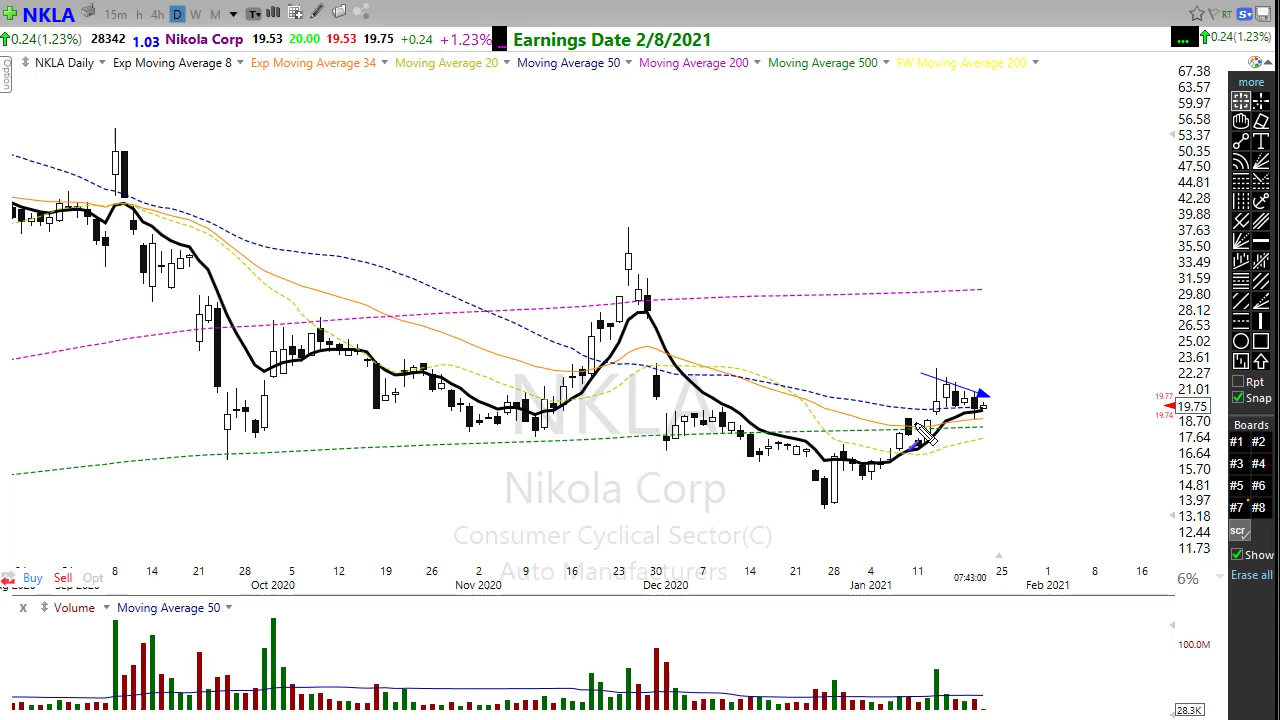 NKLA 15m h 4h D W M T RT S
0.24(1.23%) 28342 1.03 Nikola Corp 19.53 20.00 19.53 19.75 +0.24 +1.23% ... Earnings Date 2/8/2021 ... 0.24(1.23%)
Option
NKLA Daily Exp Moving Average 8 Exp Moving Average 34 Moving Average 20 Moving Average 50 Moving Average 200 Moving Average 500 FW Moving Average 200
67.38
63.57
59.97
56.58
53.37
50.35
47.50
44.81
42.28
39.88
37.63
35.50
33.49
31.59
29.80
28.12
26.53
25.02
23.61
22.27
21.01
19.77
19.75
19.74
18.70
17.64
16.64
15.70
14.81
13.97
13.18
12.44
11.73
more
Rpt
Snap
Boards
#1 #2
#3 #4
#5 #6
#7 #8
scr
Show
Erase all
NKLA
Nikola Corp
Consumer Cyclical Sector(C)
Auto Manufacturers
8 14 21 28 5 12 19 26 2 9 16 23 30 7 14 21 28 4 11 25 1 8 16
Buy Sell Opt
Oct 2020 Nov 2020 Dec 2020 Jan 2021 07:43:00 Feb 2021
6%
X Volume Moving Average 50
100.0M
28.3K